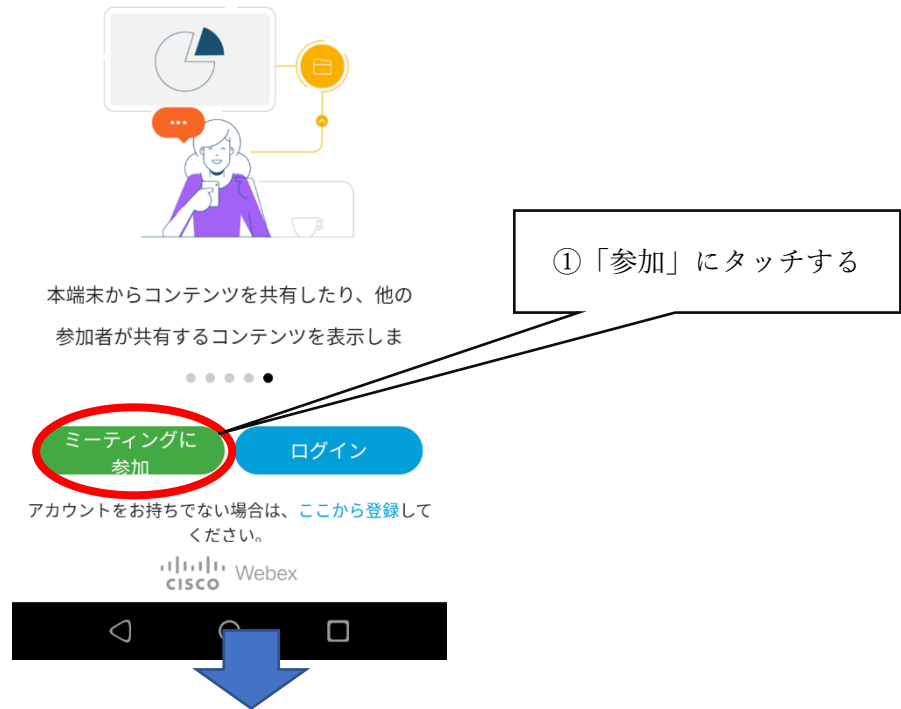 ①「参加」にタッチする
本端末からコンテンツを共有したり、他の
参加者が共有するコンテンツを表示しま
ミーティングに
参加
ログイン
アカウントをお持ちでない場合は、ここから登録して
ください。
CISCO Webex